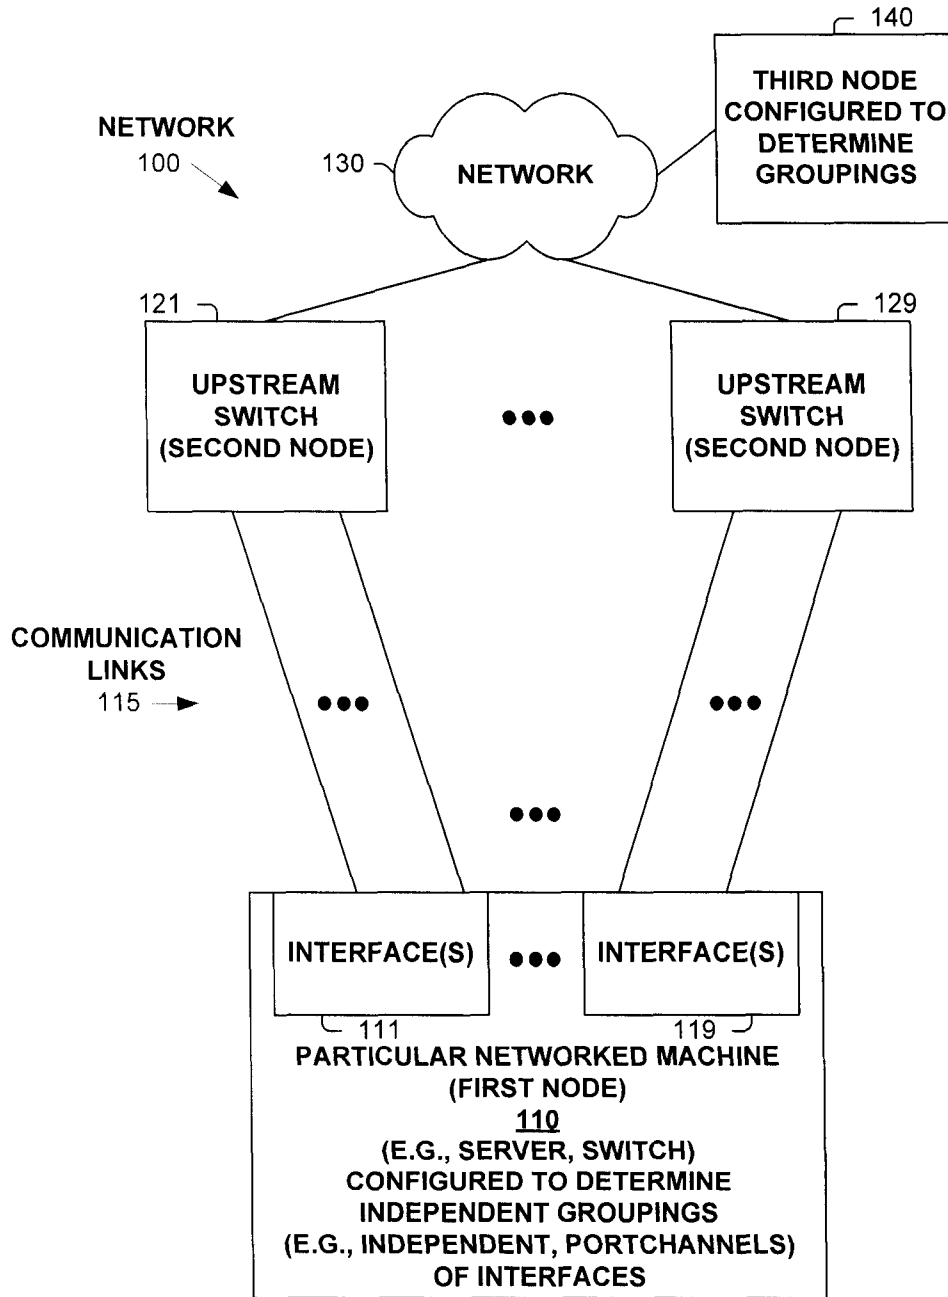 140
THIRD NODE
CONFIGURED TO
DETERMINE
GROUPINGS
NETWORK
100
130
NETWORK
121
129
UPSTREAM
SWITCH
(SECOND NODE)
UPSTREAM
SWITCH
(SECOND NODE)
COMMUNICATION
LINKS
115
INTERFACE(S)
INTERFACE(S)
111
119
PARTICULAR NETWORKED MACHINE
(FIRST NODE)
110
(E.G., SERVER, SWITCH)
CONFIGURED TO DETERMINE
INDEPENDENT GROUPINGS
(E.G., INDEPENDENT, PORTCHANNELS)
OF INTERFACES